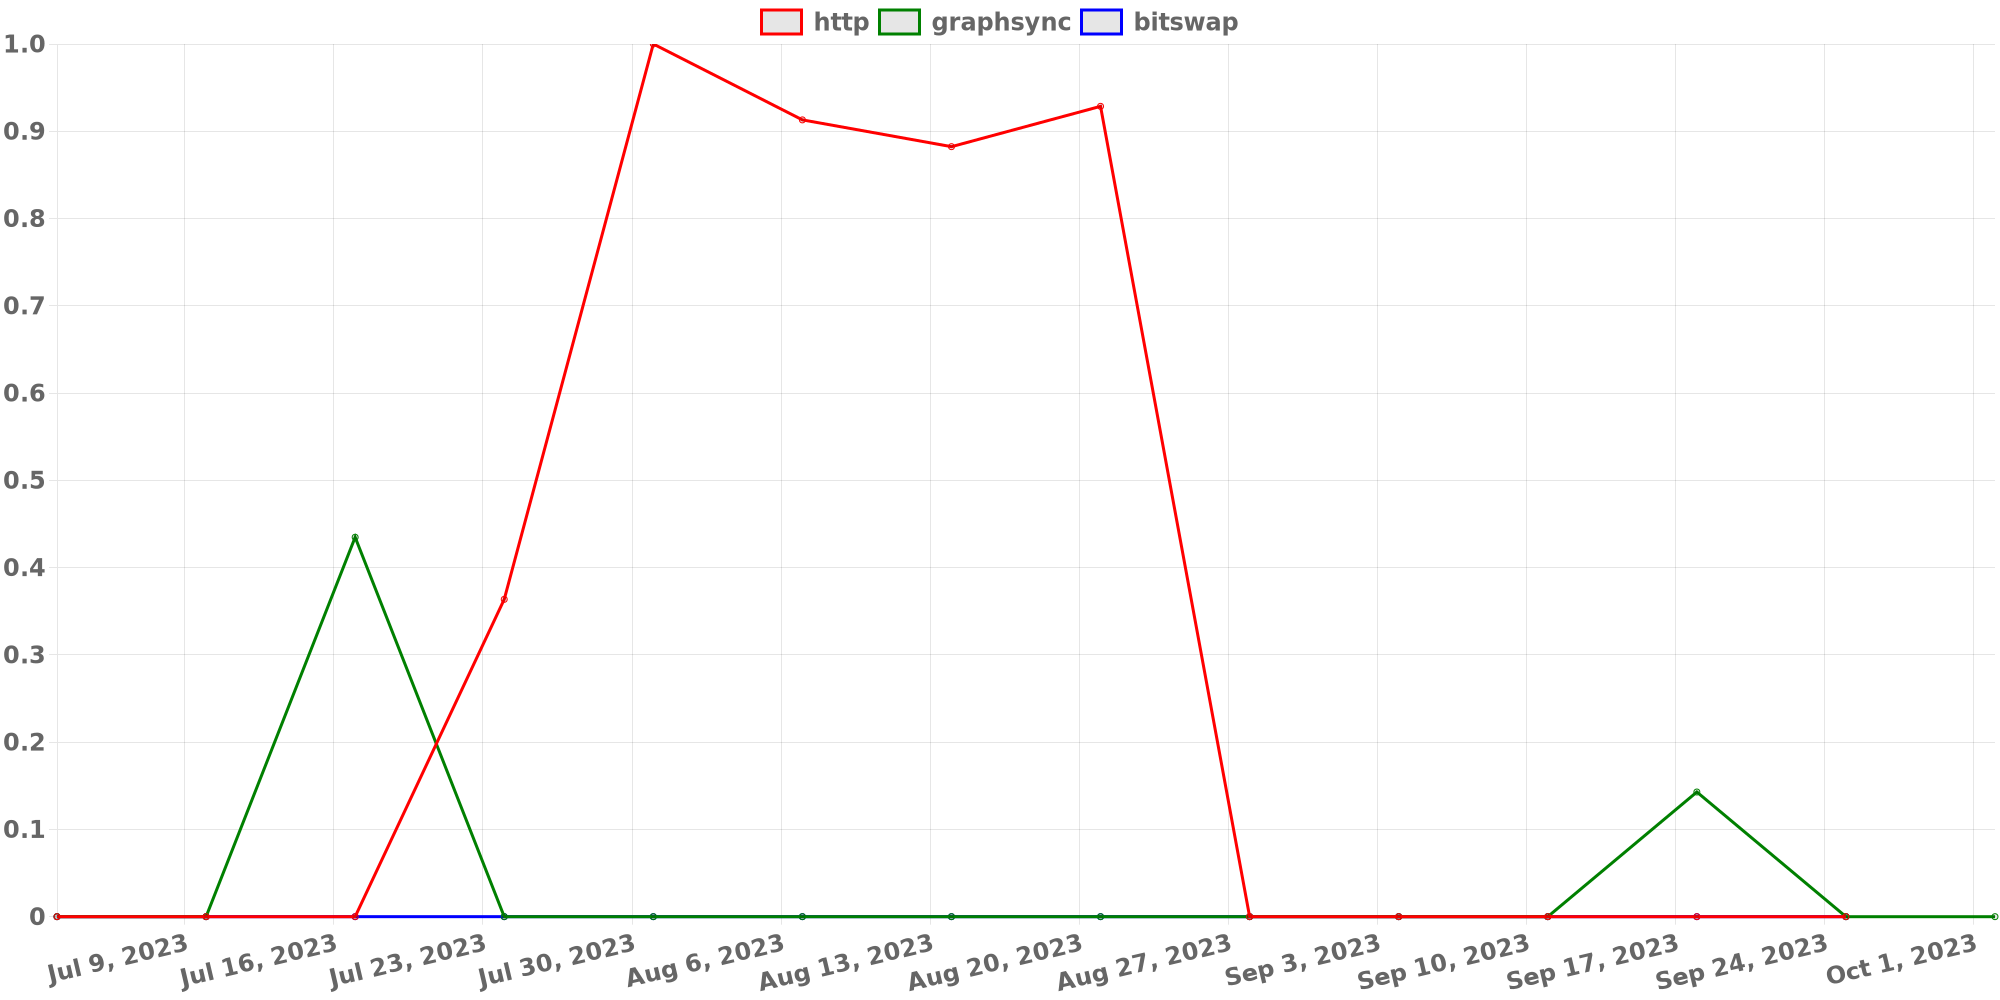 http graphsync bitswap
1.0
0.9
0.8
0.7
0.6
0.5
0.4
0.3
0.2
0.1
0
Jul 9, 2023
Jul 16, 2023
Jul 23, 2023
Jul 30, 2023
Aug 6, 2023
Aug 13, 2023
Aug 20, 2023
Aug 27, 2023
Sep 3, 2023
Sep 10, 2023
Sep 17, 2023
Sep 24, 2023
Oct 1, 2023